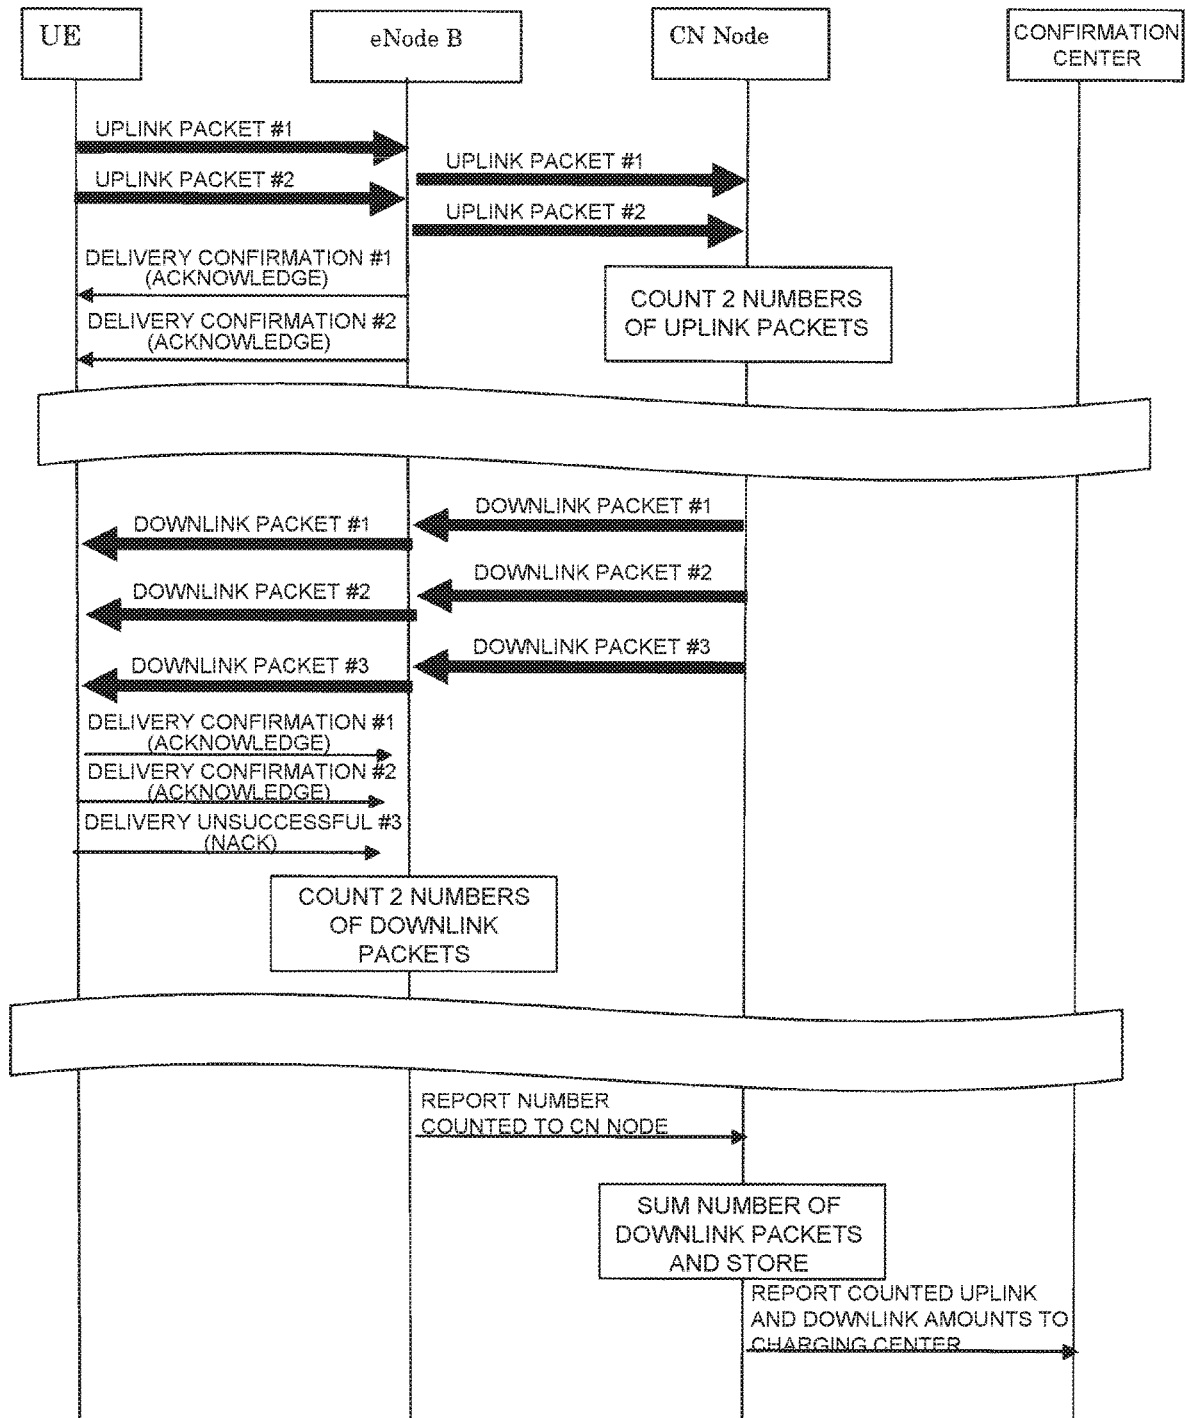 UE
eNode B
CN Node
CONFIRMATION
CENTER
UPLINK PACKET #1
UPLINK PACKET #1
UPLINK PACKET #2
UPLINK PACKET #2
DELIVERY CONFIRMATION #1
(ACKNOWLEDGE)
COUNT 2 NUMBERS
OF UPLINK PACKETS
DELIVERY CONFIRMATION #2
(ACKNOWLEDGE)
DOWNLINK PACKET #1
DOWNLINK PACKET #1
DOWNLINK PACKET #2
DOWNLINK PACKET #2
DOWNLINK PACKET #3
DOWNLINK PACKET #3
DELIVERY CONFIRMATION #1
(ACKNOWLEDGE)
DELIVERY CONFIRMATION #2
(ACKNOWLEDGE)
DELIVERY UNSUCCESSFUL #3
(NACK)
COUNT 2 NUMBERS
OF DOWNLINK
PACKETS
REPORT NUMBER
COUNTED TO CN NODE
SUM NUMBER OF
DOWNLINK PACKETS
AND STORE
REPORT COUNTED UPLINK
AND DOWNLINK AMOUNTS TO
CHARGING CENTER